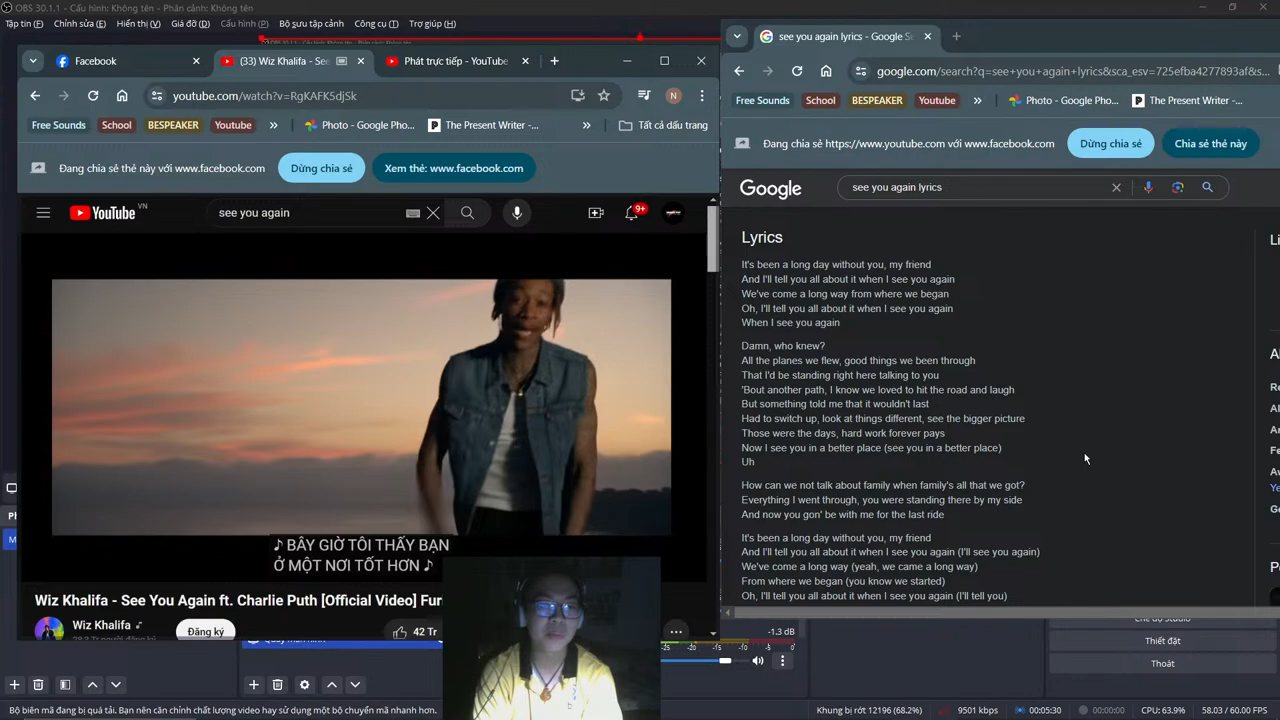 OBS 30.1.1 - Cấu hình: Không tên - Phân cảnh: Không tên
Tập tin (F) Chỉnh sửa (E) Hiển thị (V) Giá đỡ (D) Cấu hình (P) Bộ sưu tập cảnh Công cụ (T) Trợ giúp (H)
Facebook
(33) Wiz Khalifa - See
Phát trực tiếp - YouTube
youtube.com/watch?v=RgKAFK5djSk
N
Free Sounds School BESPEAKER Youtube » Photo - Google Pho... The Present Writer -... » Tất cả dấu trang
Đang chia sẻ thẻ này với www.facebook.com
Dừng chia sẻ
Xem thẻ: www.facebook.com
YouTube VN
see you again
9+
♪ BÂY GIỜ TÔI THẤY BẠN
Ở MỘT NƠI TỐT HƠN ♪
Wiz Khalifa - See You Again ft. Charlie Puth [Official Video] Furi
Wiz Khalifa
Đăng ký
42 Tr
see you again lyrics - Google Se
google.com/search?q=see+you+again+lyrics&sca_esv=725efba4277893af&s...
Free Sounds School BESPEAKER Youtube » Photo - Google Pho... The Present Writer -...
Đang chia sẻ https://www.youtube.com với www.facebook.com
Dừng chia sẻ
Chia sẻ thẻ này
Google
see you again lyrics
Lyrics
It's been a long day without you, my friend
And I'll tell you all about it when I see you again
We've come a long way from where we began
Oh, I'll tell you all about it when I see you again
When I see you again
Damn, who knew?
All the planes we flew, good things we been through
That I'd be standing right here talking to you
'Bout another path, I know we loved to hit the road and laugh
But something told me that it wouldn't last
Had to switch up, look at things different, see the bigger picture
Those were the days, hard work forever pays
Now I see you in a better place (see you in a better place)
Uh
How can we not talk about family when family's all that we got?
Everything I went through, you were standing there by my side
And now you gon' be with me for the last ride
It's been a long day without you, my friend
And I'll tell you all about it when I see you again (I'll see you again)
We've come a long way (yeah, we came a long way)
From where we began (you know we started)
Oh, I'll tell you all about it when I see you again (I'll tell you)
-1.3 dB
Thiết đặt
Thoát
Bộ biên mã đang bị quá tải. Bạn nên cân chỉnh chất lượng video hay sử dụng một bộ chuyển mã nhanh hơn.
Khung bị rớt 12196 (68.2%) 9501 kbps 00:05:30 00:00:00 CPU: 63.9% 58.03 / 60.00 FPS